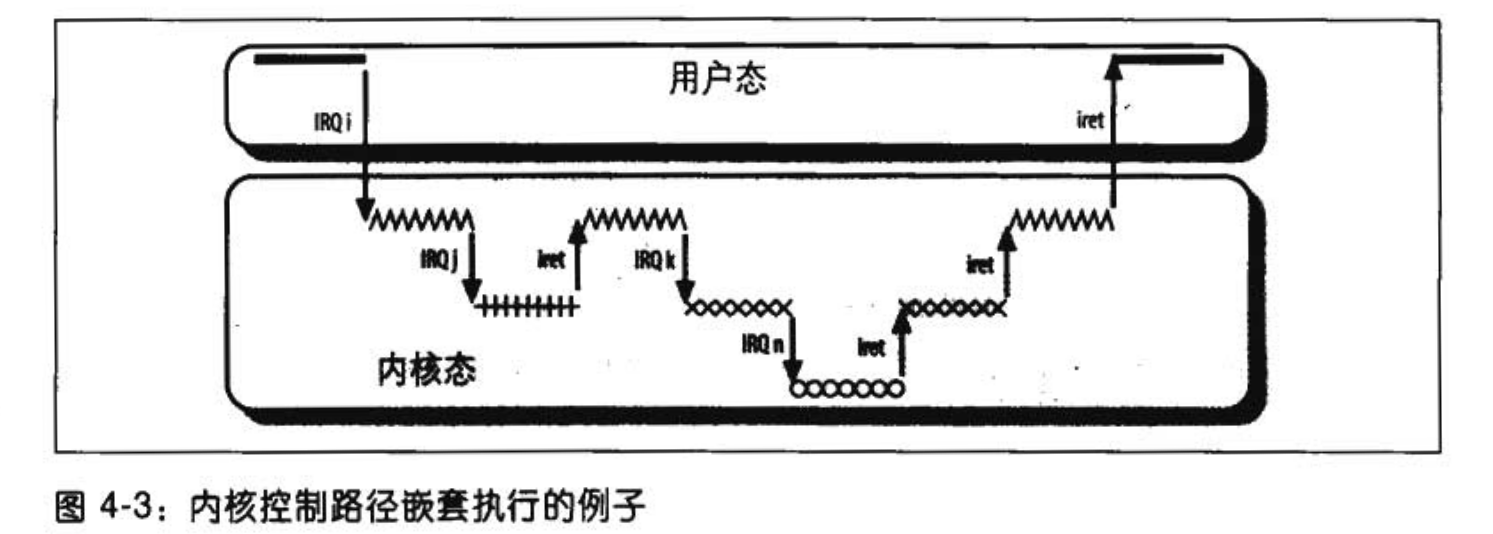 用户态
IRQ i
iret
IRQ j
iret
IRQ k
iret
IRQ n
iret
内核态
图 4-3：内核控制路径嵌套执行的例子